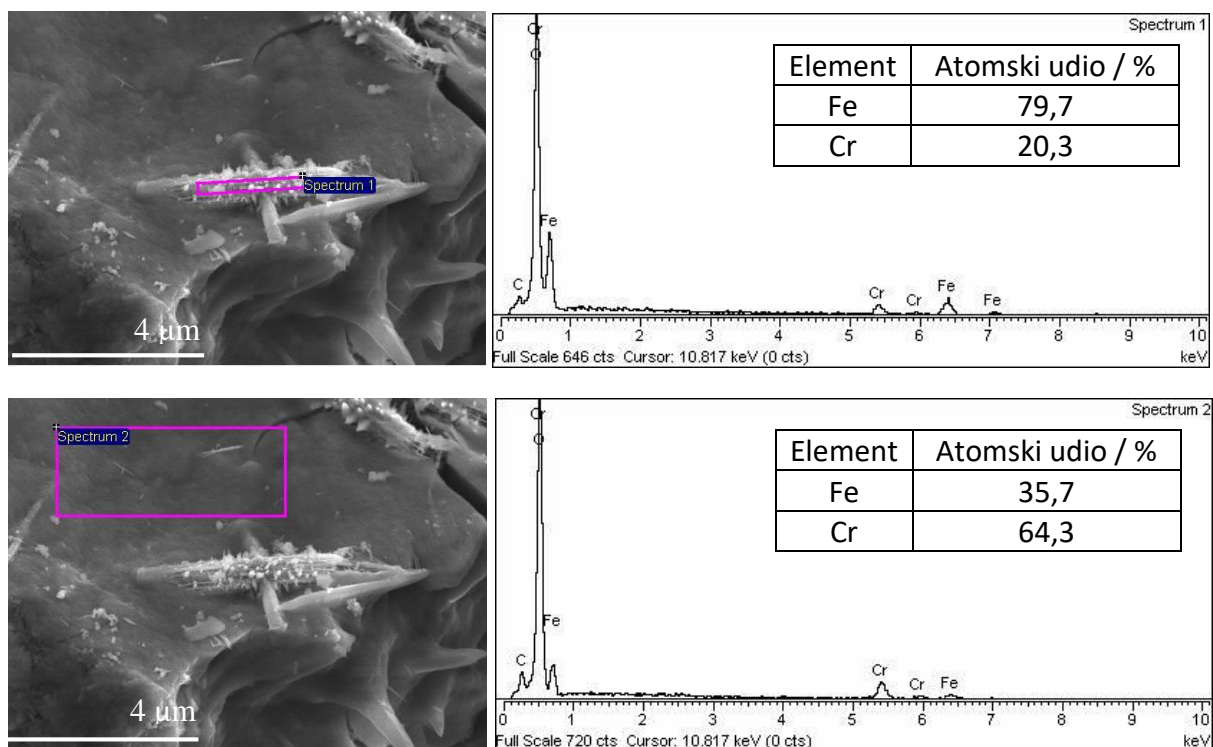 Spectrum 1
4 µm
Spectrum 1
Cr
O
Fe
C
Cr
Cr
Fe
Fe
Element Atomski udio / %
Fe 79,7
Cr 20,3
0 1 2 3 4 5 6 7 8 9 10
Full Scale 646 cts Cursor: 10.817 keV (0 cts) keV
Spectrum 2
4 µm
Spectrum 2
Cr
O
Fe
C
Cr
Cr
Fe
Element Atomski udio / %
Fe 35,7
Cr 64,3
0 1 2 3 4 5 6 7 8 9 10
Full Scale 720 cts Cursor: 10.817 keV (0 cts) keV